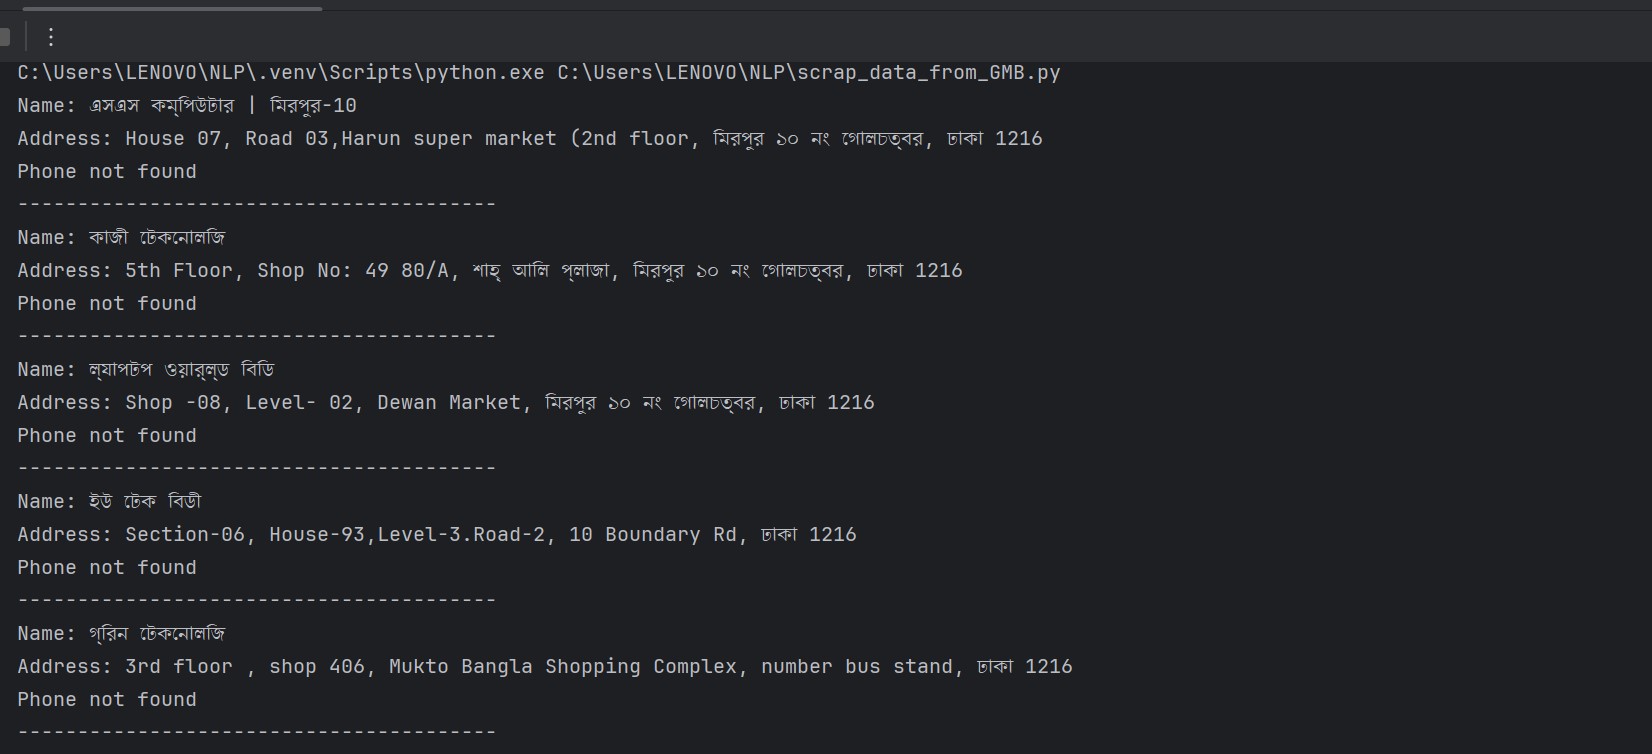 C:\Users\LENOVO\NLP\.venv\Scripts\python.exe C:\Users\LENOVO\NLP\scrap_data_from_GMB.py
Name: এসএস কম্পিউটার | মিরপুর-10
Address: House 07, Road 03,Harun super market (2nd floor, মিরপুর ১০ নং গোলচত্বর, ঢাকা 1216
Phone not found
----------------------------------------
Name: কাজী টেকনোলজি
Address: 5th Floor, Shop No: 49 80/A, শাহ্ আলি প্লাজা, মিরপুর ১০ নং গোলচত্বর, ঢাকা 1216
Phone not found
----------------------------------------
Name: ল্যাপটপ ওয়ার্ল্ড বিডি
Address: Shop -08, Level- 02, Dewan Market, মিরপুর ১০ নং গোলচত্বর, ঢাকা 1216
Phone not found
----------------------------------------
Name: ইউ টেক বিডী
Address: Section-06, House-93,Level-3.Road-2, 10 Boundary Rd, ঢাকা 1216
Phone not found
----------------------------------------
Name: গ্রিন টেকনোলজি
Address: 3rd floor , shop 406, Mukto Bangla Shopping Complex, number bus stand, ঢাকা 1216
Phone not found
----------------------------------------